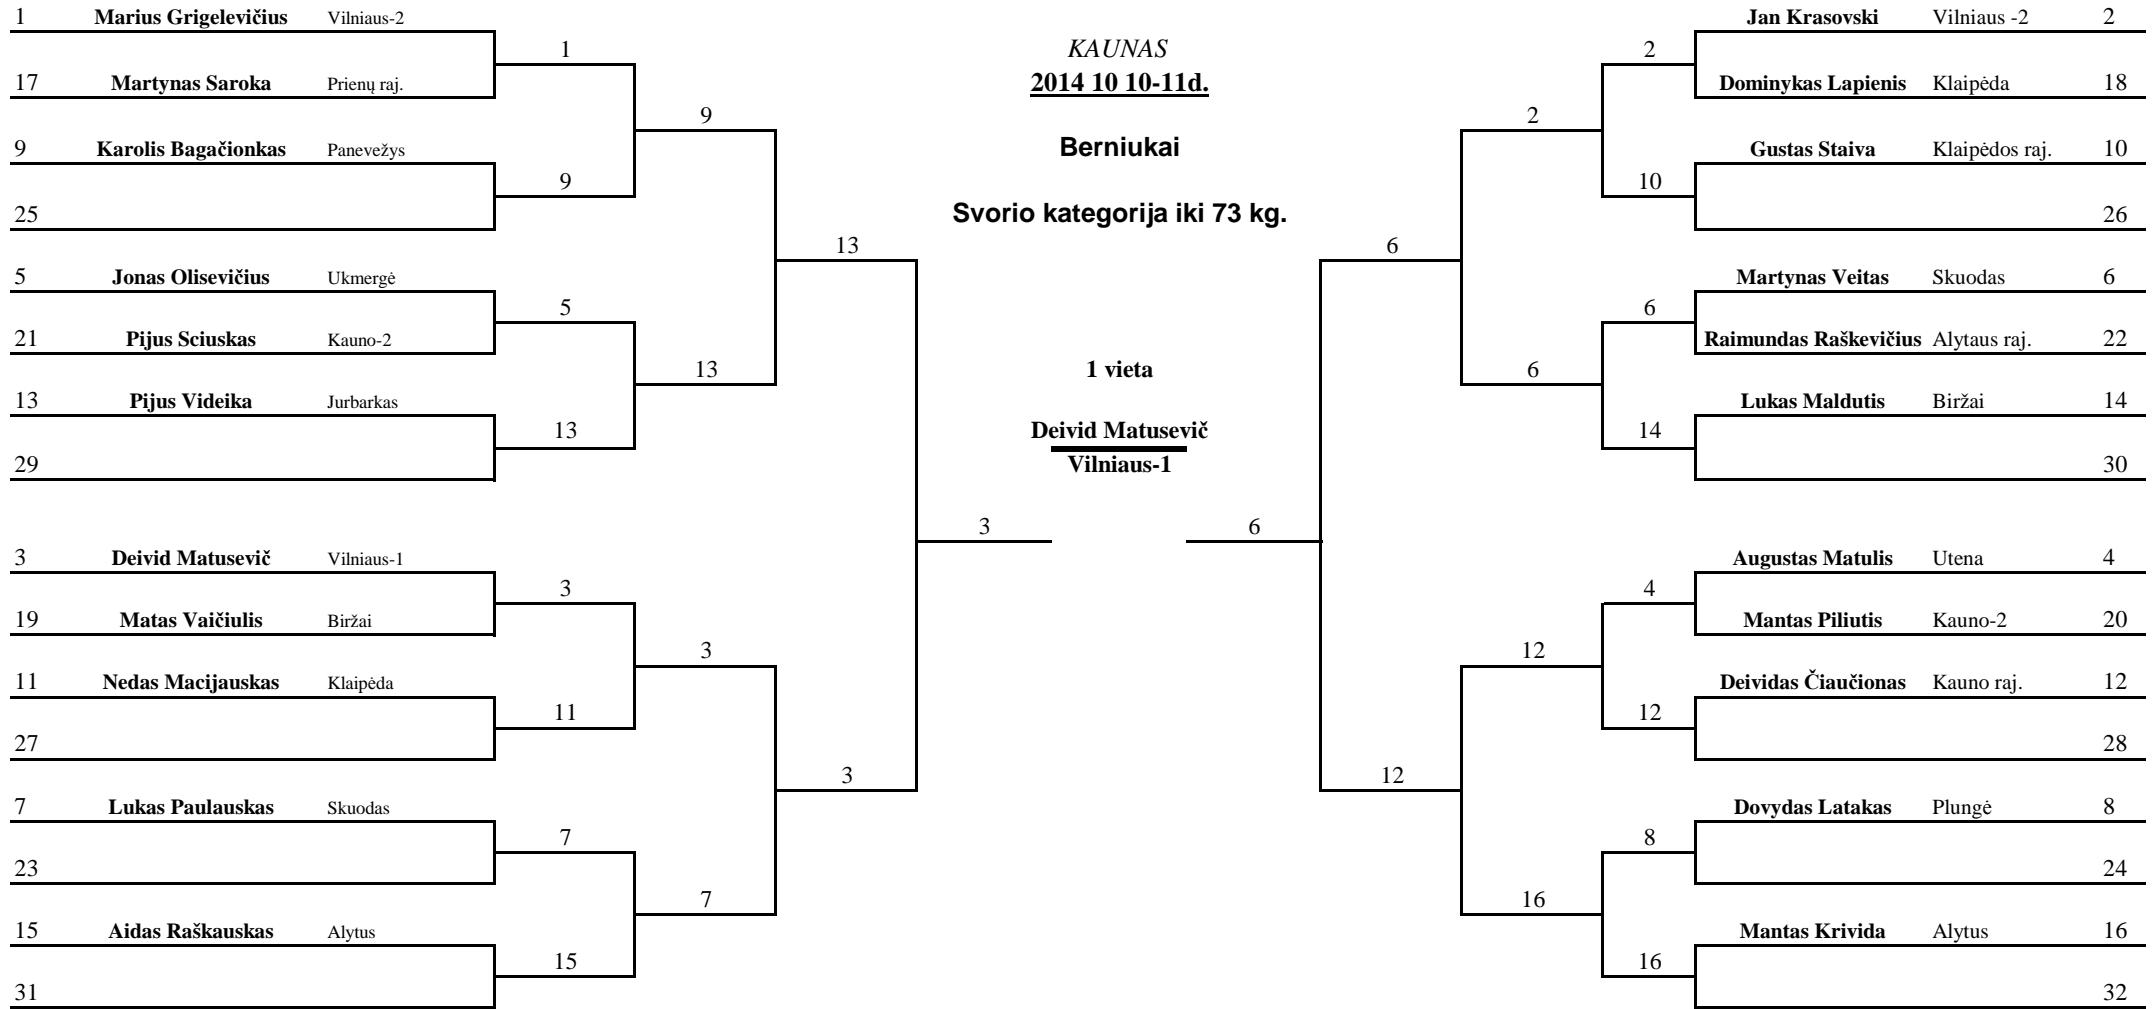 1 Marius Grigelevičius Vilniaus-2
1
17 Martynas Saroka Prienų raj.
9
9 Karolis Bagačionkas Panevežys
9
25
13
5 Jonas Olisevičius Ukmergė
5
21 Pijus Sciuskas Kauno-2
13
13 Pijus Videika Jurbarkas
13
29
3
3 Deivid Matusevič Vilniaus-1
3
19 Matas Vaičiulis Biržai
3
11 Nedas Macijauskas Klaipėda
11
27
3
7 Lukas Paulauskas Skuodas
7
23
7
15 Aidas Raškauskas Alytus
15
31
KAUNAS
2014 10 10-11d.
Berniukai
Svorio kategorija iki 73 kg.
1 vieta
Deivid Matusevič
Vilniaus-1
Jan Krasovski Vilniaus -2 2
2
Dominykas Lapienis Klaipėda 18
2
Gustas Staiva Klaipėdos raj. 10
10
26
6
Martynas Veitas Skuodas 6
6
Raimundas Raškevičius Alytaus raj. 22
6
Lukas Maldutis Biržai 14
14
30
6
Augustas Matulis Utena 4
4
Mantas Piliutis Kauno-2 20
12
Deividas Čiaučionas Kauno raj. 12
12
28
12
Dovydas Latakas Plungė 8
8
24
16
Mantas Krivida Alytus 16
16
32